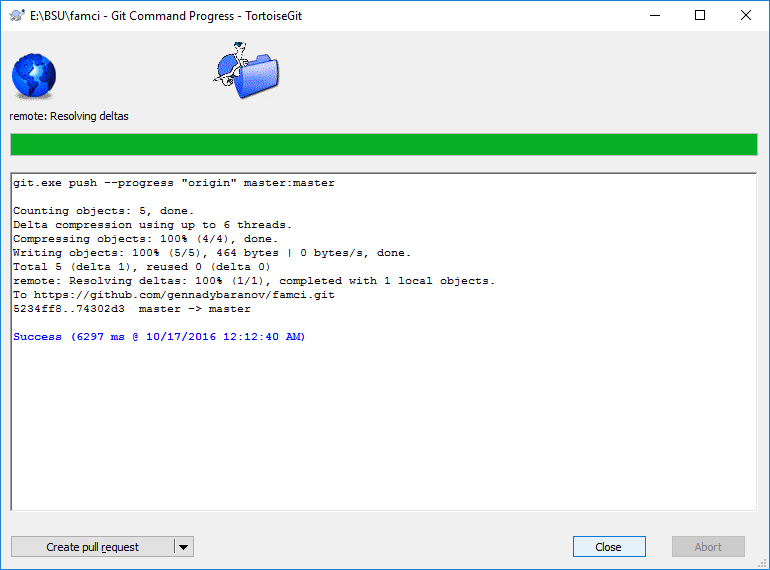 E:\BSU\famci - Git Command Progress - TortoiseGit
remote: Resolving deltas
git.exe push --progress "origin" master:master
Counting objects: 5, done.
Delta compression using up to 6 threads.
Compressing objects: 100% (4/4), done.
Writing objects: 100% (5/5), 464 bytes | 0 bytes/s, done.
Total 5 (delta 1), reused 0 (delta 0)
remote: Resolving deltas: 100% (1/1), completed with 1 local objects.
To https://github.com/gennadybaranov/famci.git
5234ff8..74302d3  master -> master
Success (6297 ms @ 10/17/2016 12:12:40 AM)
Create pull request
Close
Abort